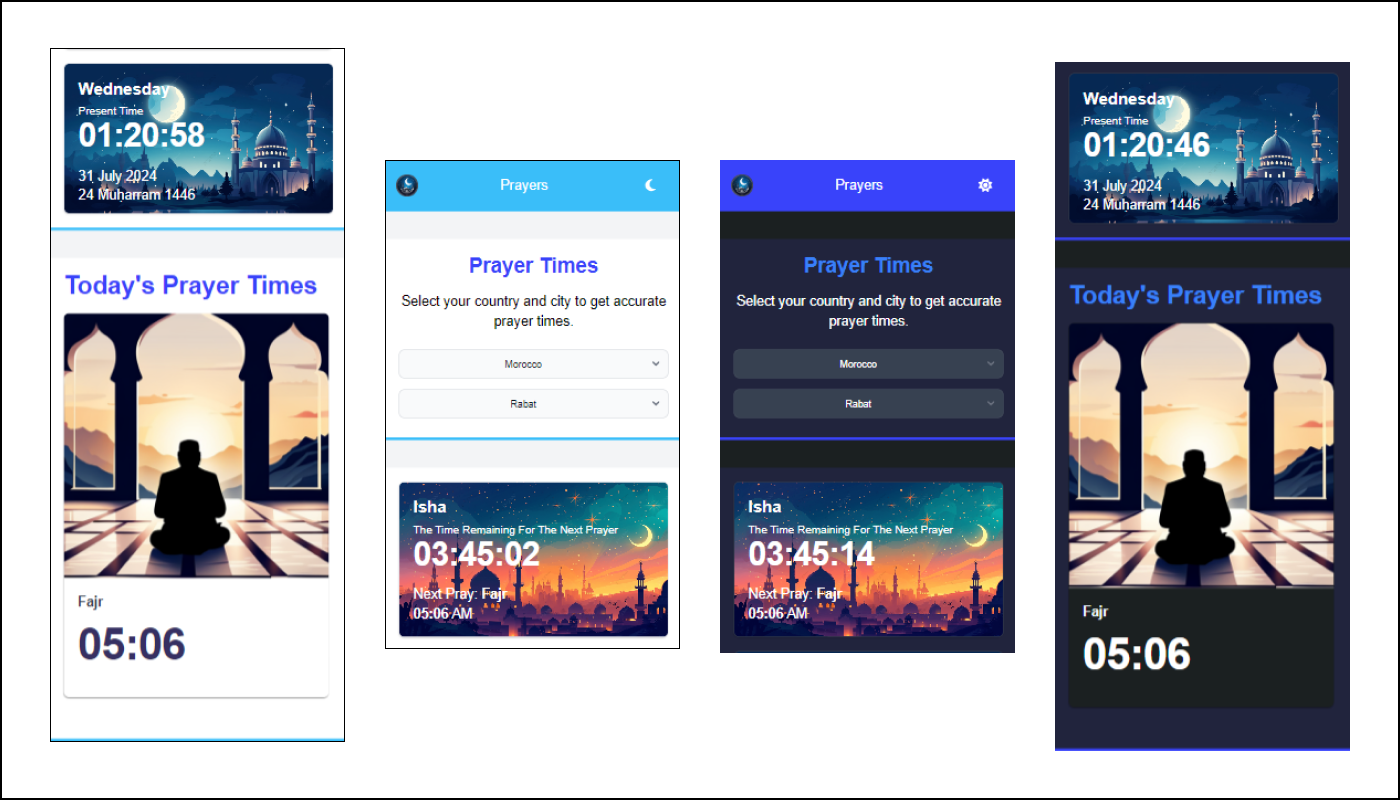 Wednesday
Present Time
01:20:58
31 July 2024
24 Muharram 1446
Today's Prayer Times
Fajr
05:06
Prayers
Prayer Times
Select your country and city to get accurate
prayer times.
Morocco
Rabat
Isha
The Time Remaining For The Next Prayer
03:45:02
Next Pray: Fajr
05:06 AM
Prayers
Prayer Times
Select your country and city to get accurate
prayer times.
Morocco
Rabat
Isha
The Time Remaining For The Next Prayer
03:45:14
Next Pray: Fajr
05:06 AM
Wednesday
Present Time
01:20:46
31 July 2024
24 Muharram 1446
Today's Prayer Times
Fajr
05:06